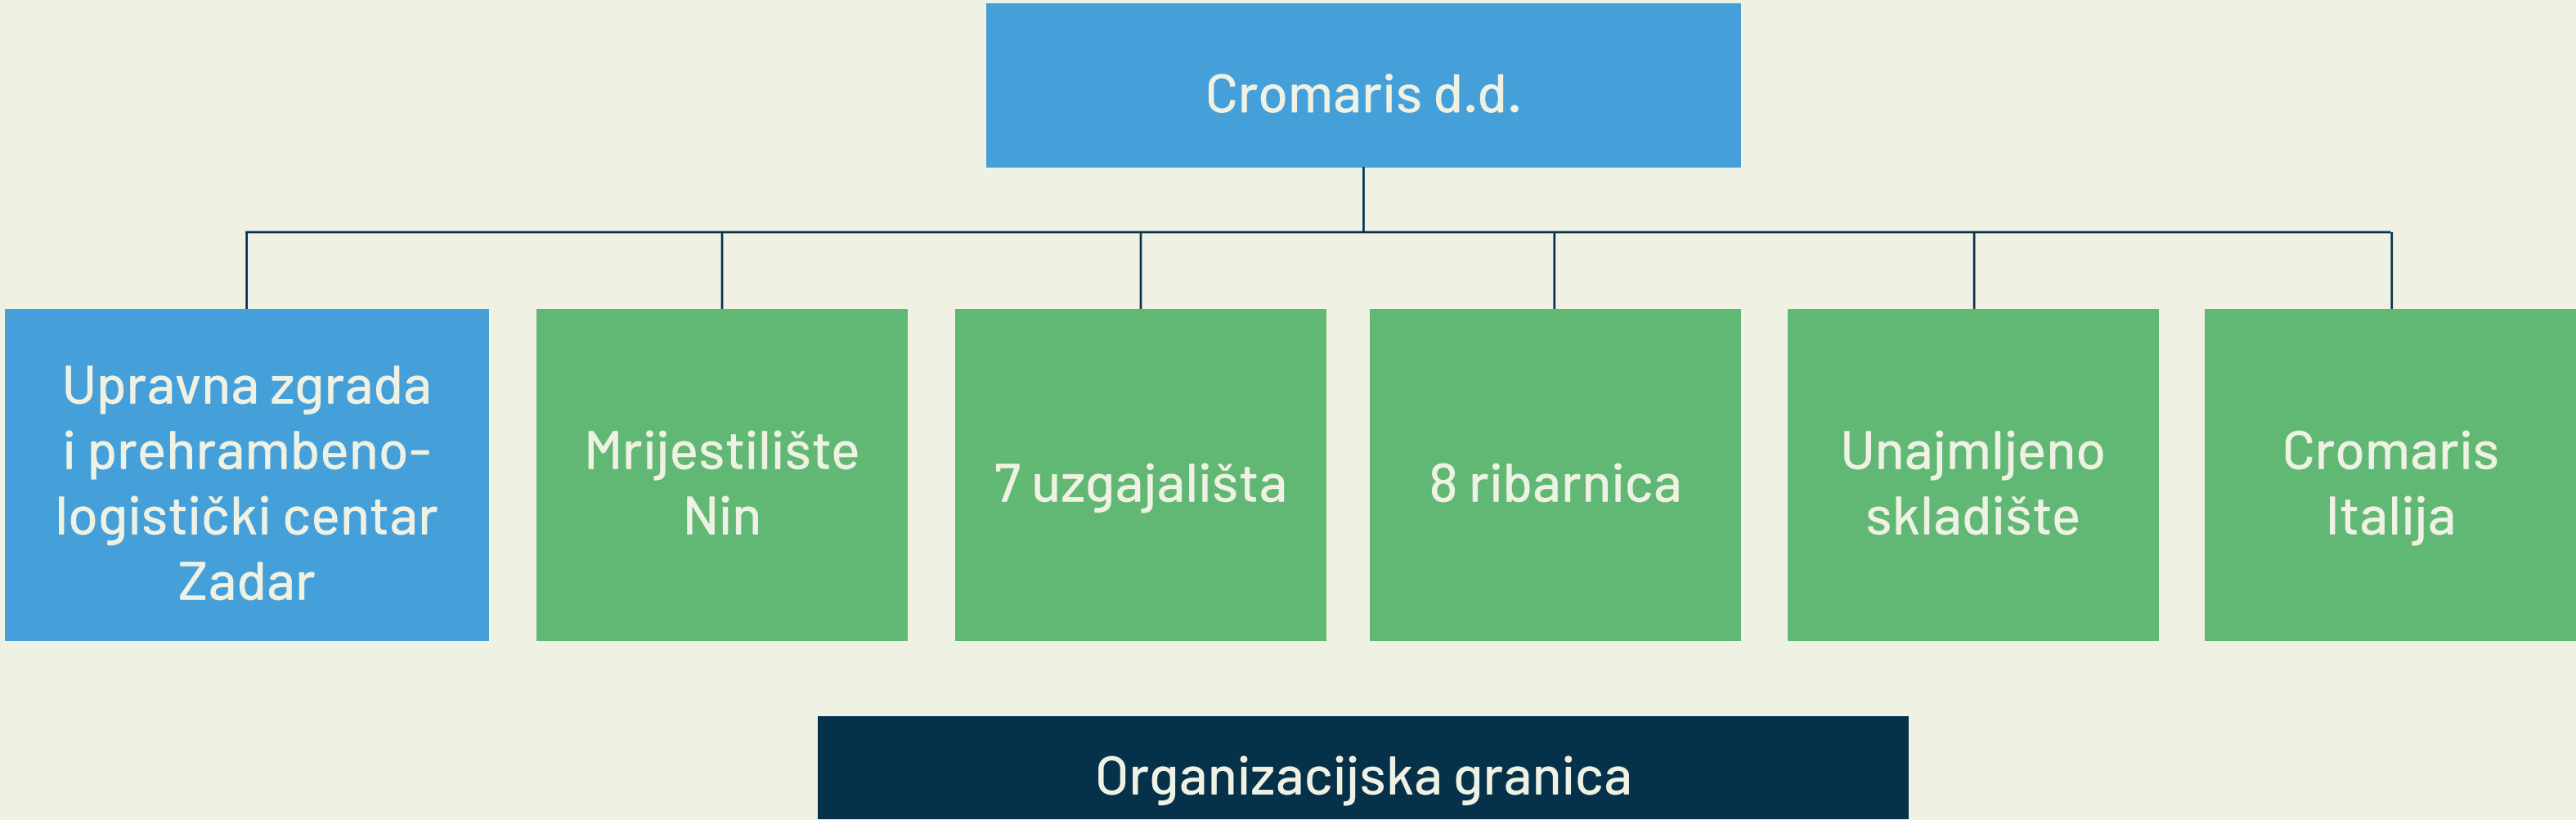 Cromaris d.d.
Upravna zgrada
i prehrambeno-
logistički centar
Zadar
Mrijestilište
Nin
7 uzgajališta
8 ribarnica
Unajmljeno
skladište
Cromaris
Italija
Organizacijska granica